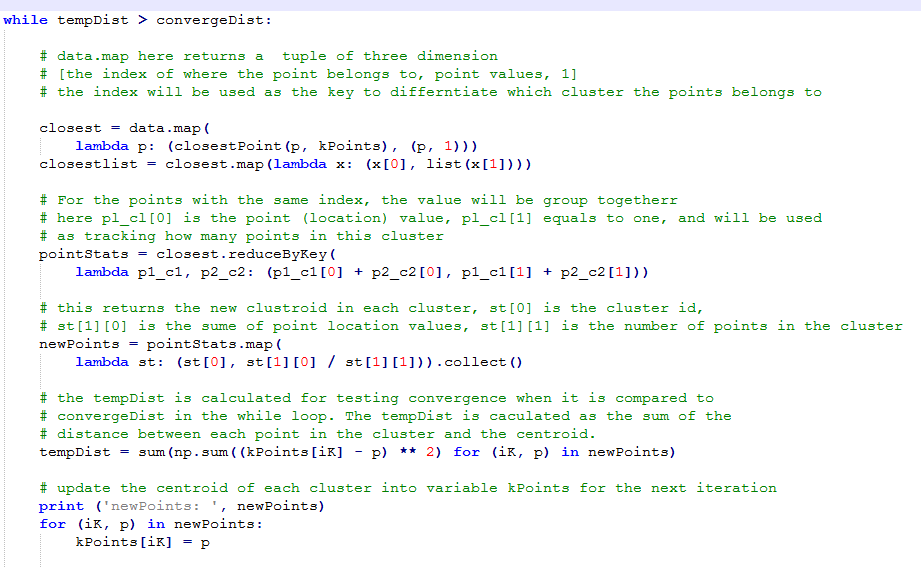 while tempDist > convergeDist:
# data.map here returns a  tuple of three dimension
# [the index of where the point belongs to, point values, 1]
# the index will be used as the key to differntiate which cluster the points belongs to
closest = data.map(
lambda p: (closestPoint(p, kPoints), (p, 1)))
closestlist = closest.map(lambda x: (x[0], list(x[1])))
# For the points with the same index, the value will be group togetherr
# here pl_cl[0] is the point (location) value, pl_cl[1] equals to one, and will be used
# as tracking how many points in this cluster
pointStats = closest.reduceByKey(
lambda p1_c1, p2_c2: (p1_c1[0] + p2_c2[0], p1_c1[1] + p2_c2[1]))
# this returns the new clustroid in each cluster, st[0] is the cluster id,
# st[1][0] is the sume of point location values, st[1][1] is the number of points in the cluster
newPoints = pointStats.map(
lambda st: (st[0], st[1][0] / st[1][1])).collect()
# the tempDist is calculated for testing convergence when it is compared to
# convergeDist in the while loop. The tempDist is caculated as the sum of the
# distance between each point in the cluster and the centroid.
tempDist = sum(np.sum((kPoints[iK] - p) ** 2) for (iK, p) in newPoints)
# update the centroid of each cluster into variable kPoints for the next iteration
print ('newPoints: ', newPoints)
for (iK, p) in newPoints:
kPoints[iK] = p